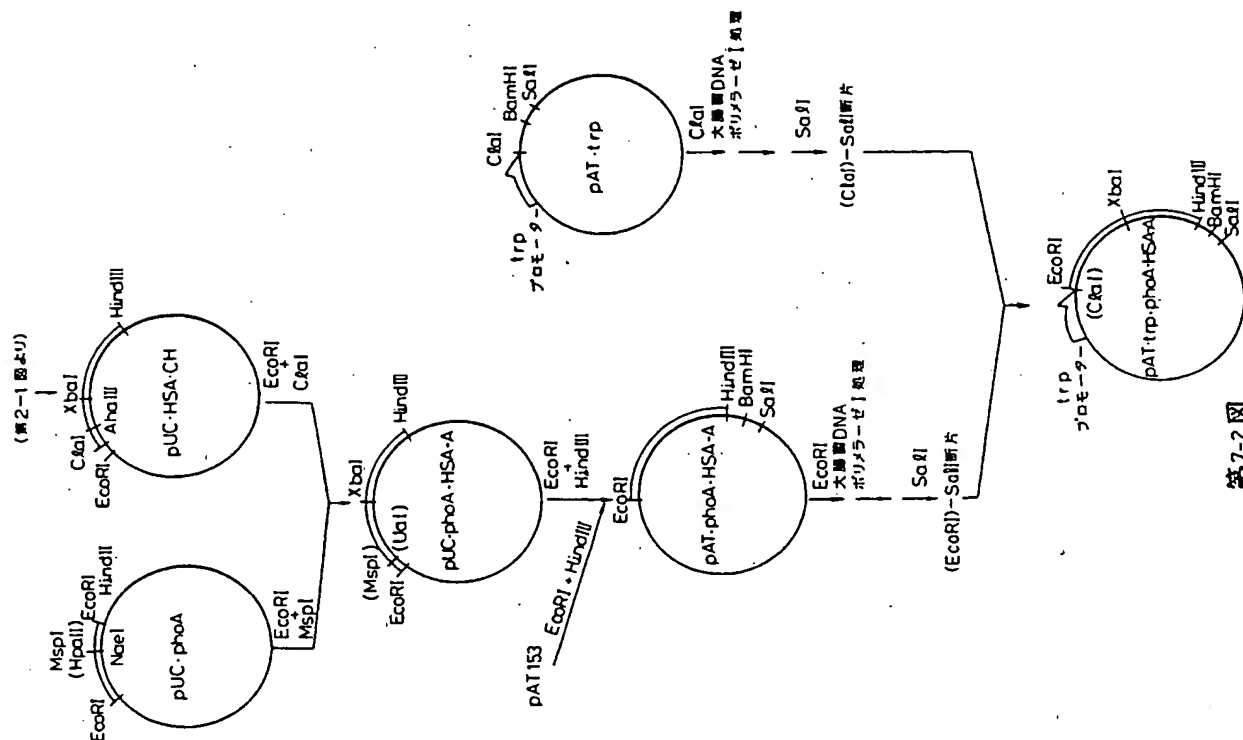 (第2-1図より)
MspI
(HpaII)
EcoRI
NaeI
EcoRI
HindIII
pUC·phoA
EcoRI
+
MspI
XbaI
ClaI
EcoRI
AhaIII
HindIII
pUC·HSA·CH
EcoRI
+
ClaI
XbaI
(MspI)
EcoRI
(UaI)
HindIII
pUC·phoA·HSA·A
EcoRI
+
HindIII
pAT153
EcoRI + HindIII
EcoRI
HindIII
BamHI
SalI
pAT·phoA·HSA·A
EcoRI
大腸菌DNA
ポリメラーゼI処理
SalI
(EcoRI)-SalI断片
trp
プロモーター
ClaI
BamHI
SalI
pAT·trp
ClaI
大腸菌DNA
ポリメラーゼI処理
SalI
(ClaI)-SalI断片
trp
プロモーター
EcoRI
(ClaI)
XbaI
HindIII
BamHI
SalI
pAT·trp·phoA·HSA·A
第2-2図